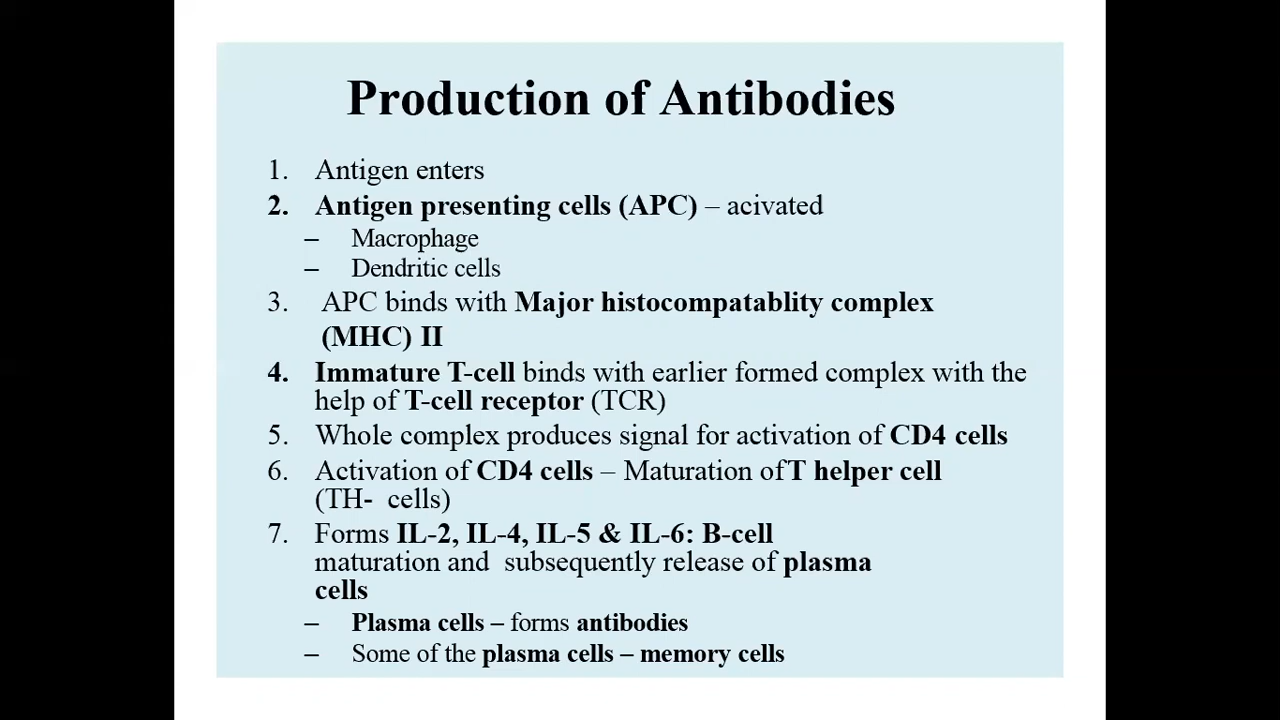 Production of Antibodies
1. Antigen enters
2. Antigen presenting cells (APC) – acivated
– Macrophage
– Dendritic cells
3. APC binds with Major histocompatablity complex
(MHC) II
4. Immature T-cell binds with earlier formed complex with the
help of T-cell receptor (TCR)
5. Whole complex produces signal for activation of CD4 cells
6. Activation of CD4 cells – Maturation of T helper cell
(TH- cells)
7. Forms IL-2, IL-4, IL-5 & IL-6: B-cell
maturation and subsequently release of plasma
cells
– Plasma cells – forms antibodies
– Some of the plasma cells – memory cells